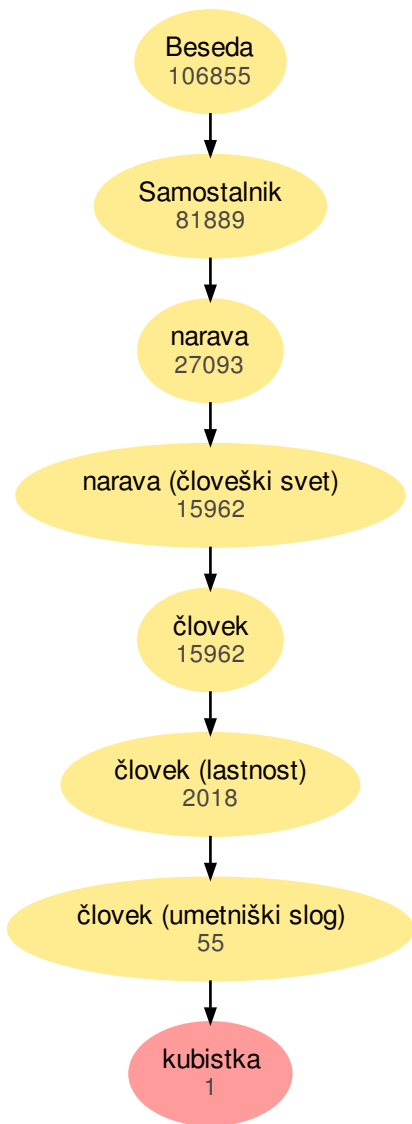 Beseda
106855
Samostalnik
81889
narava
27093
narava (človeški svet)
15962
človek
15962
človek (lastnost)
2018
človek (umetniški slog)
55
kubistka
1